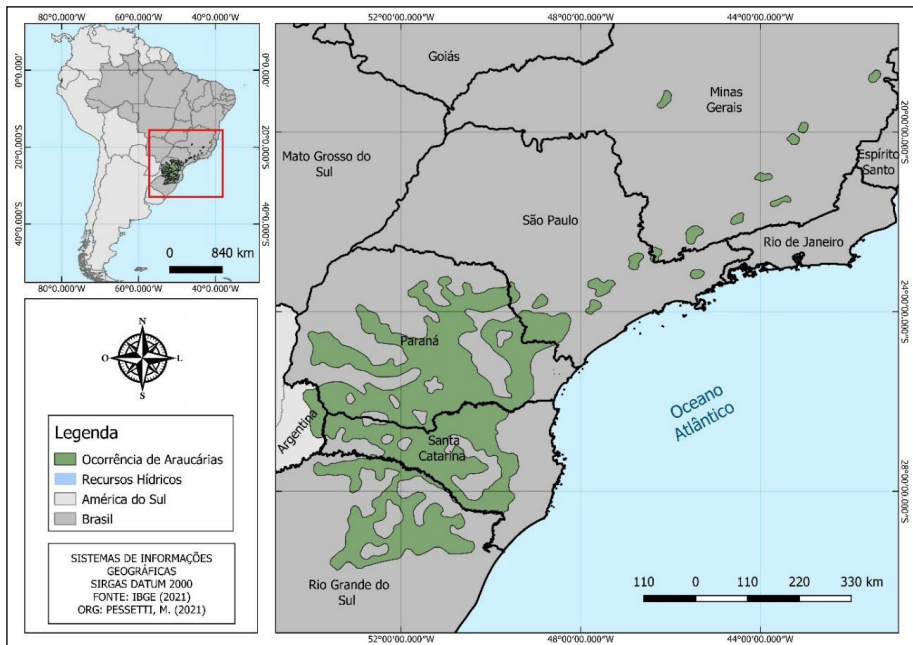 80°0.000'W 60°0.000'W 40°0.000'W
0°0.000'
20°0.000'S
40°0.000'S
0°0.000'
20°0.000'S
40°0.000'S
0 840 km
80°0.000'W 60°0.000'W 40°0.000'W
N
O L
S
Legenda
Ocorrência de Araucárias
Recursos Hídricos
América do Sul
Brasil
SISTEMAS DE INFORMAÇÕES
GEOGRÁFICAS
SIRGAS DATUM 2000
FONTE: IBGE (2021)
ORG: PESSETTI, M. (2021)
52°00'00.000"W 48°00'00.000"W 44°00'00.000"W
Goiás
Minas
Gerais
Mato Grosso do
Sul
Espírito
Santo
São Paulo
Rio de Janeiro
Paraná
Argentina
Santa
Catarina
Oceano
Atlântico
Rio Grande do
Sul
20°00'00.000"S
24°00'00.000"S
28°00'00.000"S
110 0 110 220 330 km
52°00'00.000"W 48°00'00.000"W 44°00'00.000"W